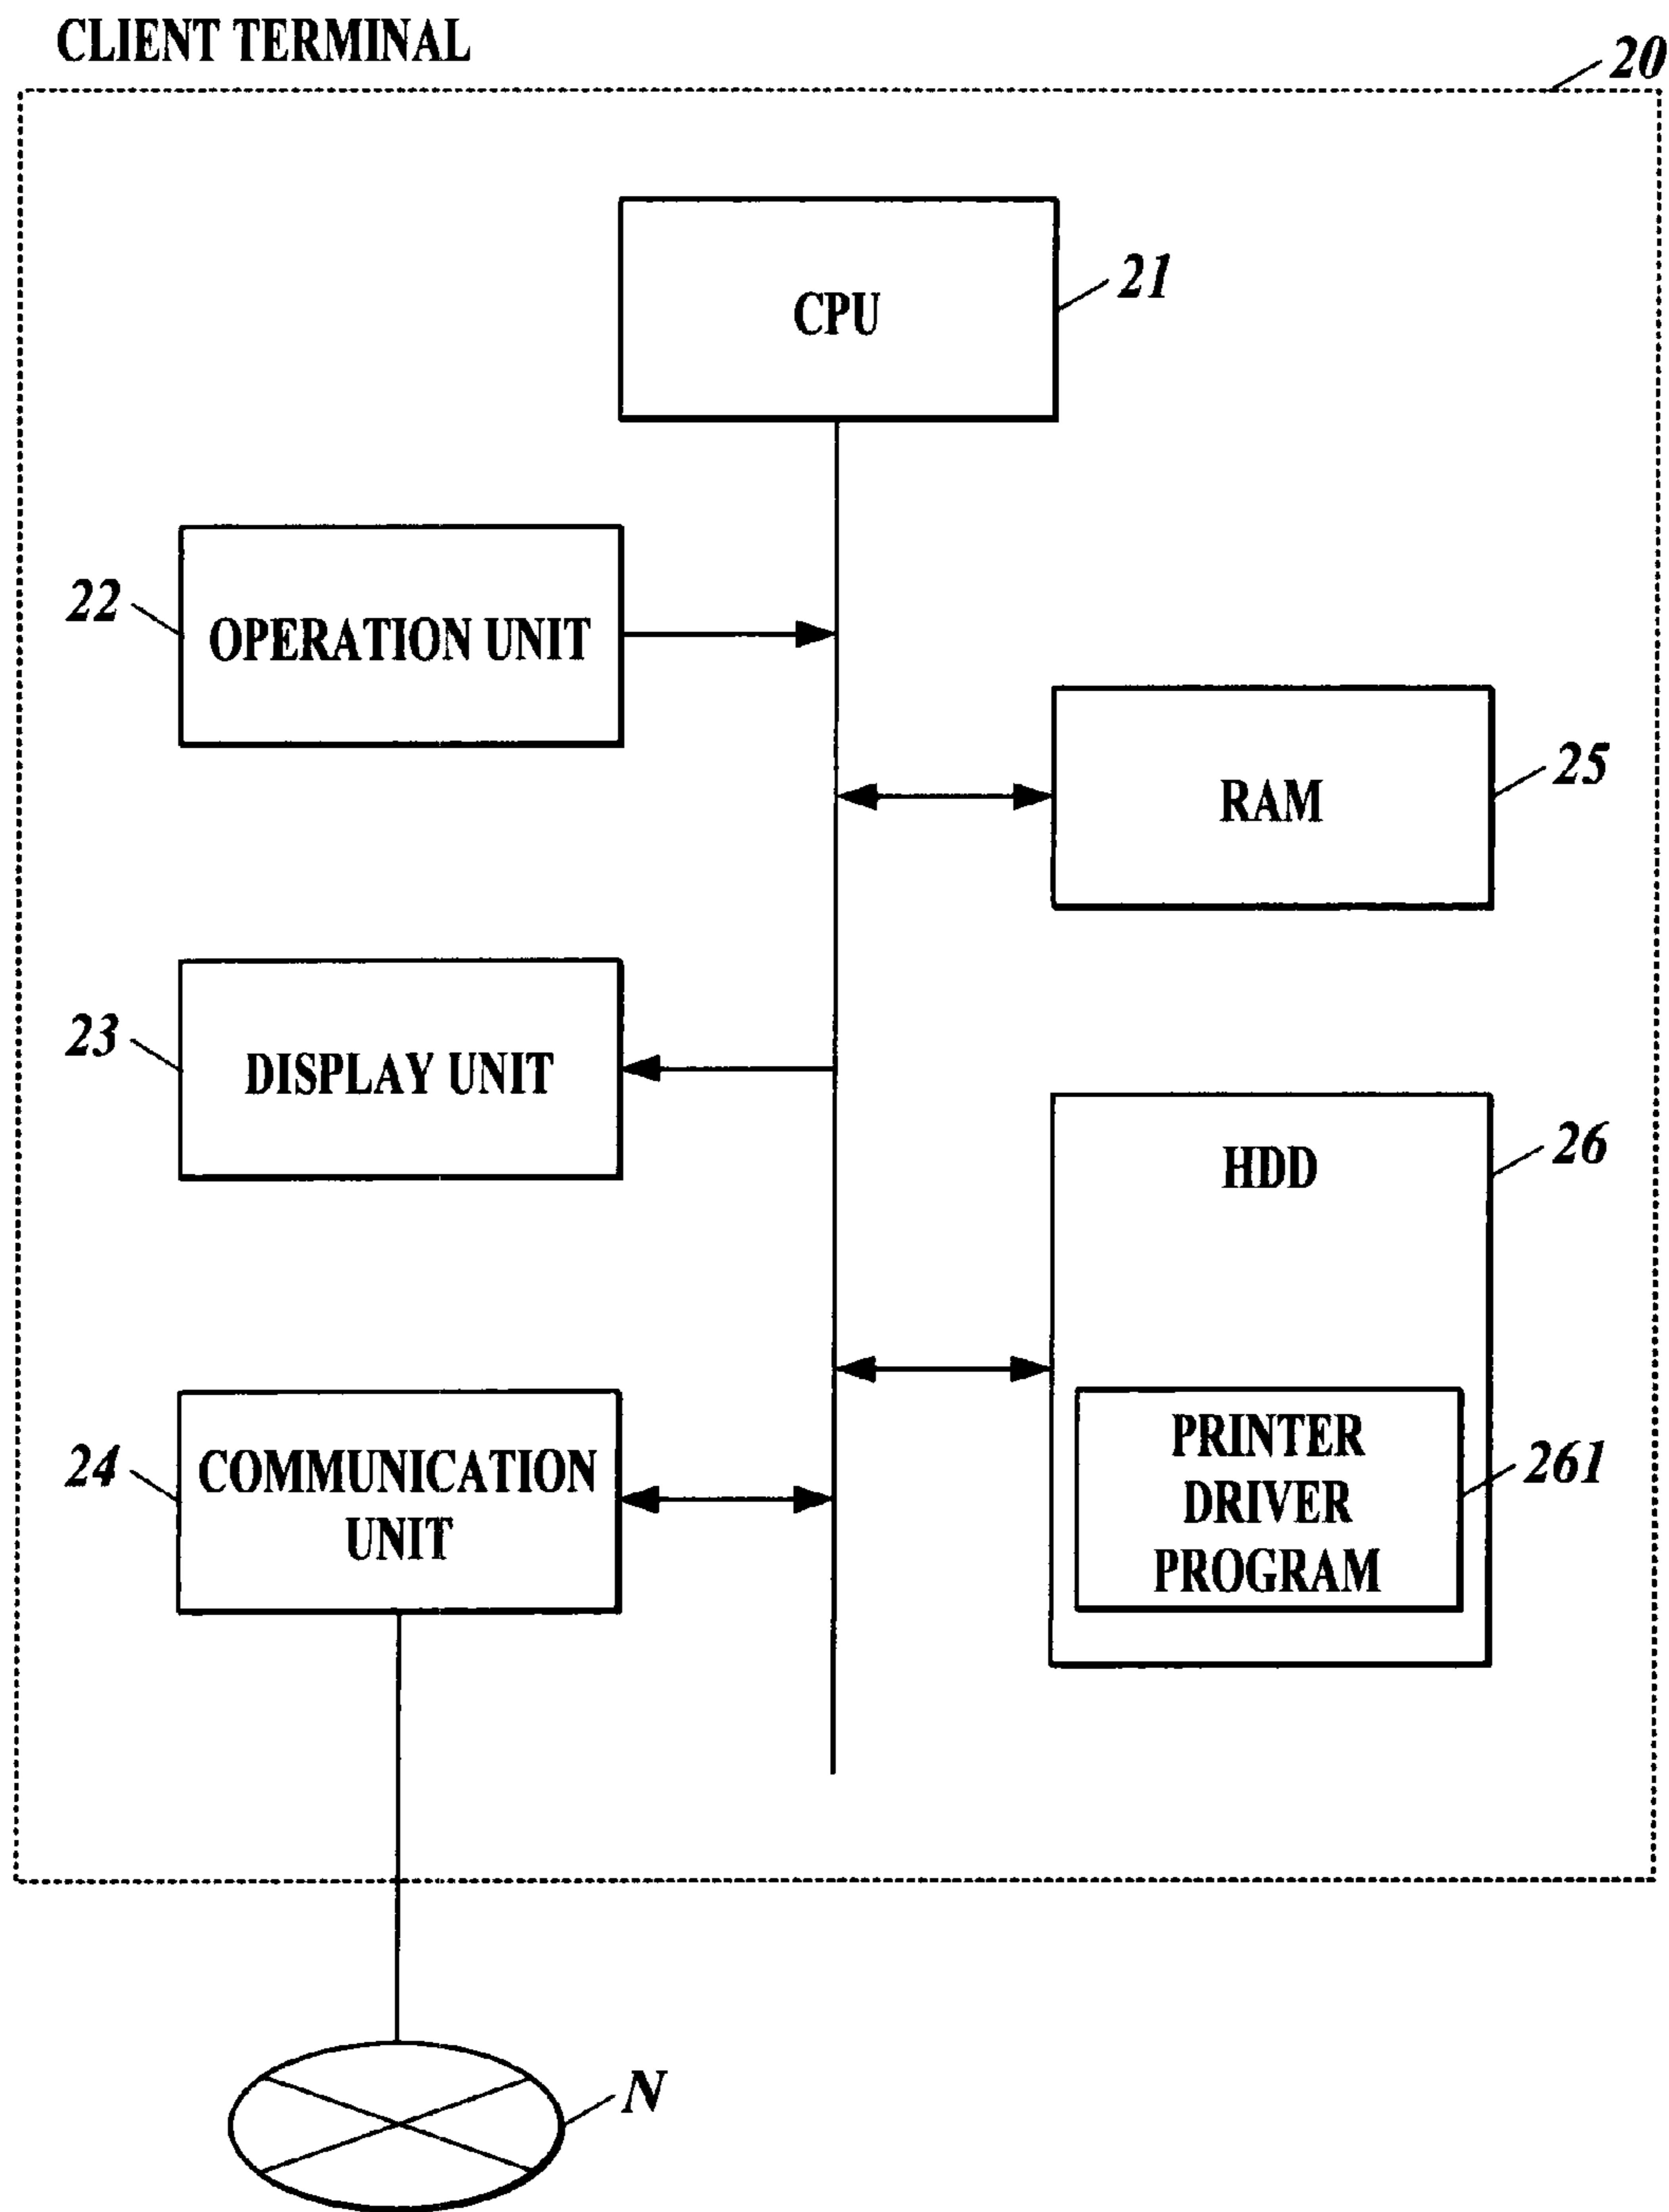 CLIENT TERMINAL
20
CPU
21
22
OPERATION UNIT
RAM
25
23
DISPLAY UNIT
HDD
26
24
COMMUNICATION
UNIT
PRINTER
DRIVER
PROGRAM
261
N